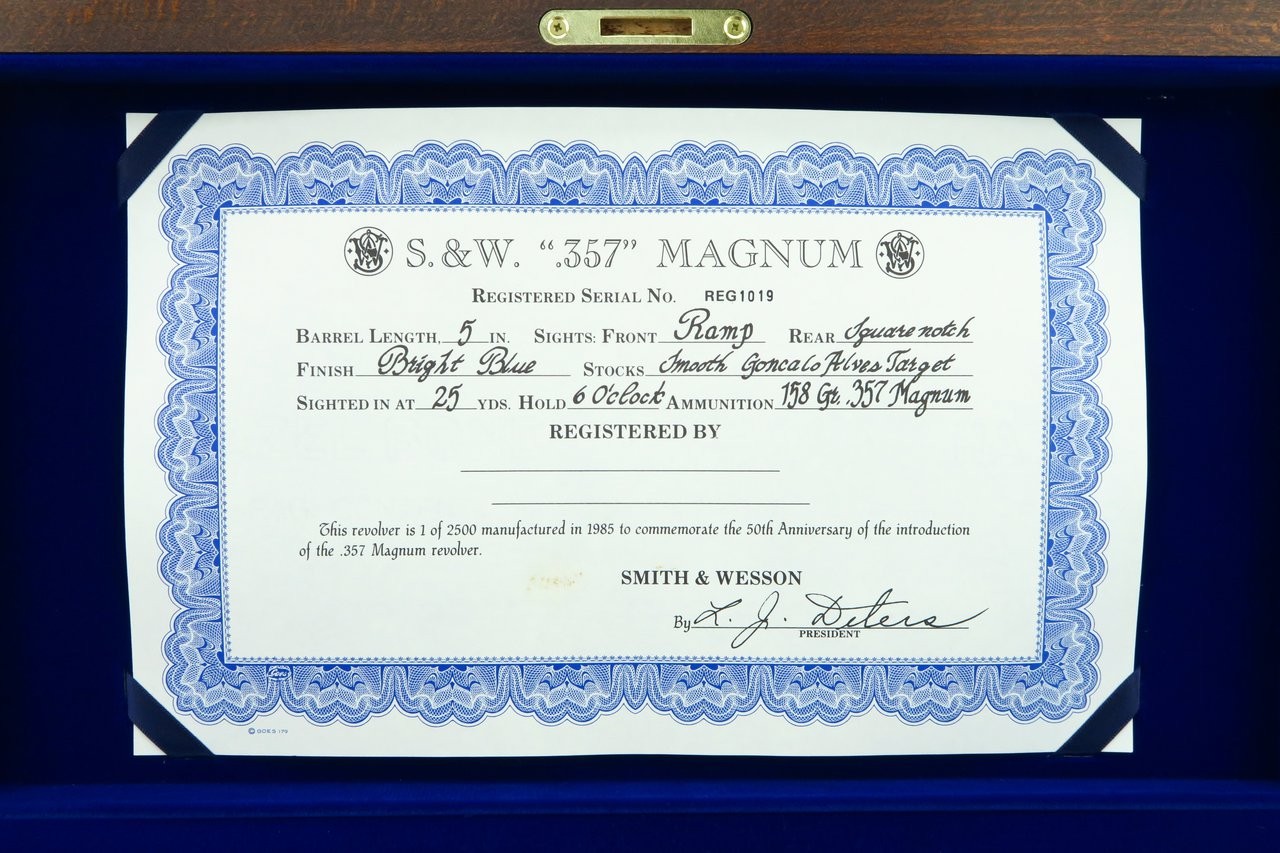 S.&W. “.357” MAGNUM
REGISTERED SERIAL NO. REG1019
BARREL LENGTH, 5 IN. SIGHTS: FRONT Ramp REAR Square notch
FINISH Bright Blue STOCKS Smooth Goncalo Alves Target
SIGHTED IN AT 25 YDS. HOLD 6 O'Clock AMMUNITION 158 Gr. .357 Magnum
REGISTERED BY
This revolver is 1 of 2500 manufactured in 1985 to commemorate the 50th Anniversary of the introduction
of the .357 Magnum revolver.
SMITH & WESSON
By L. J. Deters
PRESIDENT
Goes
© GOES 179